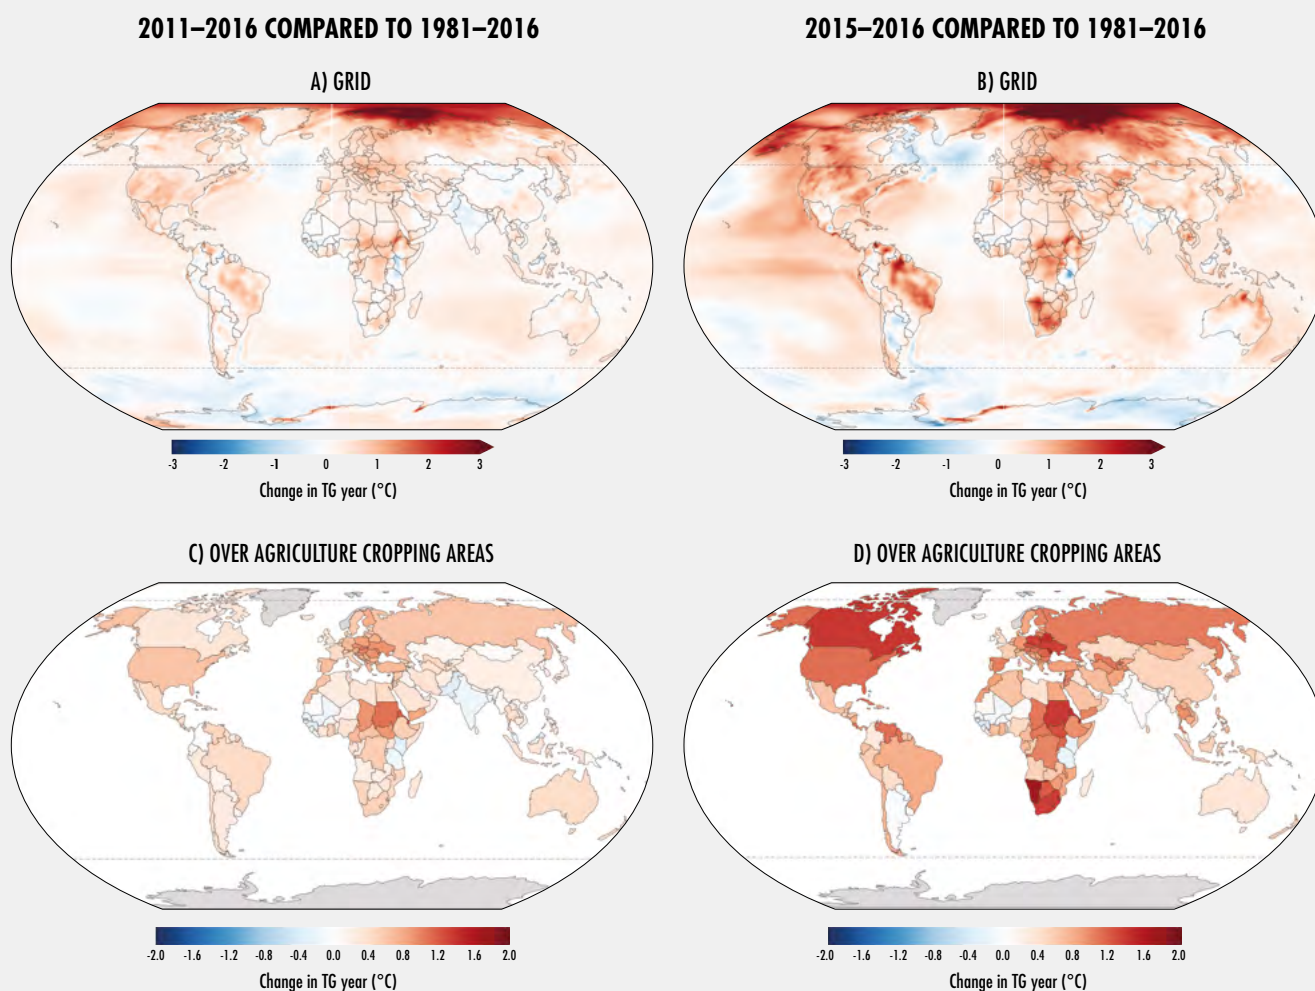 2011–2016 COMPARED TO 1981–2016
2015–2016 COMPARED TO 1981–2016
A) GRID
B) GRID
-3 -2 -1 0 1 2 3
Change in TG year (°C)
-3 -2 -1 0 1 2 3
Change in TG year (°C)
C) OVER AGRICULTURE CROPPING AREAS
D) OVER AGRICULTURE CROPPING AREAS
-2.0 -1.6 -1.2 -0.8 -0.4 0.0 0.4 0.8 1.2 1.6 2.0
Change in TG year (°C)
-2.0 -1.6 -1.2 -0.8 -0.4 0.0 0.4 0.8 1.2 1.6 2.0
Change in TG year (°C)